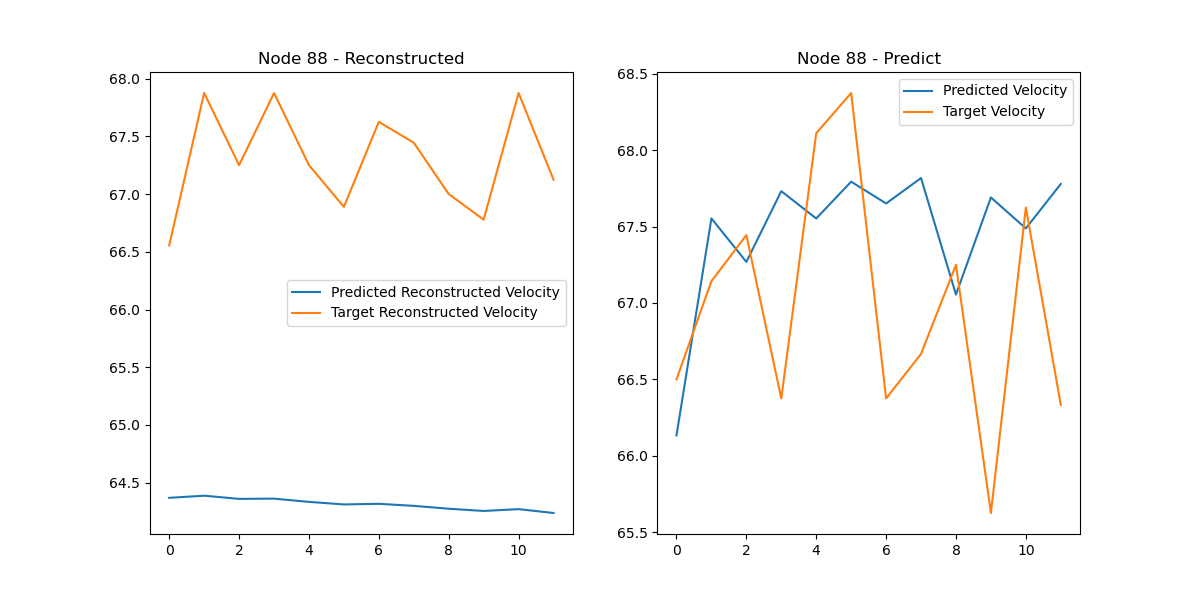 Node 88 - Reconstructed
68.0
67.5
67.0
66.5
66.0
65.5
65.0
64.5
0 2 4 6 8 10
Predicted Reconstructed Velocity
Target Reconstructed Velocity
Node 88 - Predict
68.5
68.0
67.5
67.0
66.5
66.0
65.5
0 2 4 6 8 10
Predicted Velocity
Target Velocity